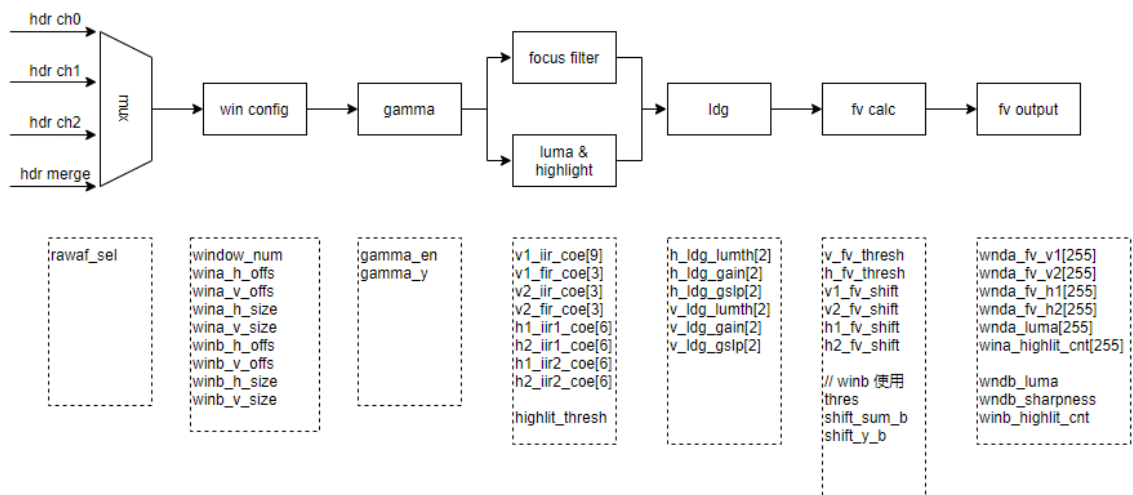 hdr ch0
hdr ch1
hdr ch2
hdr merge
mux
win config
gamma
focus filter
luma &
highlight
ldg
fv calc
fv output
rawaf_sel
window_num
wina_h_offs
wina_v_offs
wina_h_size
wina_v_size
winb_h_offs
winb_v_offs
winb_h_size
winb_v_size
gamma_en
gamma_y
v1_iir_coe[9]
v1_fir_coe[3]
v2_iir_coe[3]
v2_fir_coe[3]
h1_iir1_coe[6]
h2_iir1_coe[6]
h1_iir2_coe[6]
h2_iir2_coe[6]
highlit_thresh
h_ldg_lumth[2]
h_ldg_gain[2]
h_ldg_gslp[2]
v_ldg_lumth[2]
v_ldg_gain[2]
v_ldg_gslp[2]
v_fv_thresh
h_fv_thresh
v1_fv_shift
v2_fv_shift
h1_fv_shift
h2_fv_shift
// winb 使用
thres
shift_sum_b
shift_y_b
wnda_fv_v1[255]
wnda_fv_v2[255]
wnda_fv_h1[255]
wnda_fv_h2[255]
wnda_luma[255]
wina_highlit_cnt[255]
wndb_luma
wndb_sharpness
winb_highlit_cnt